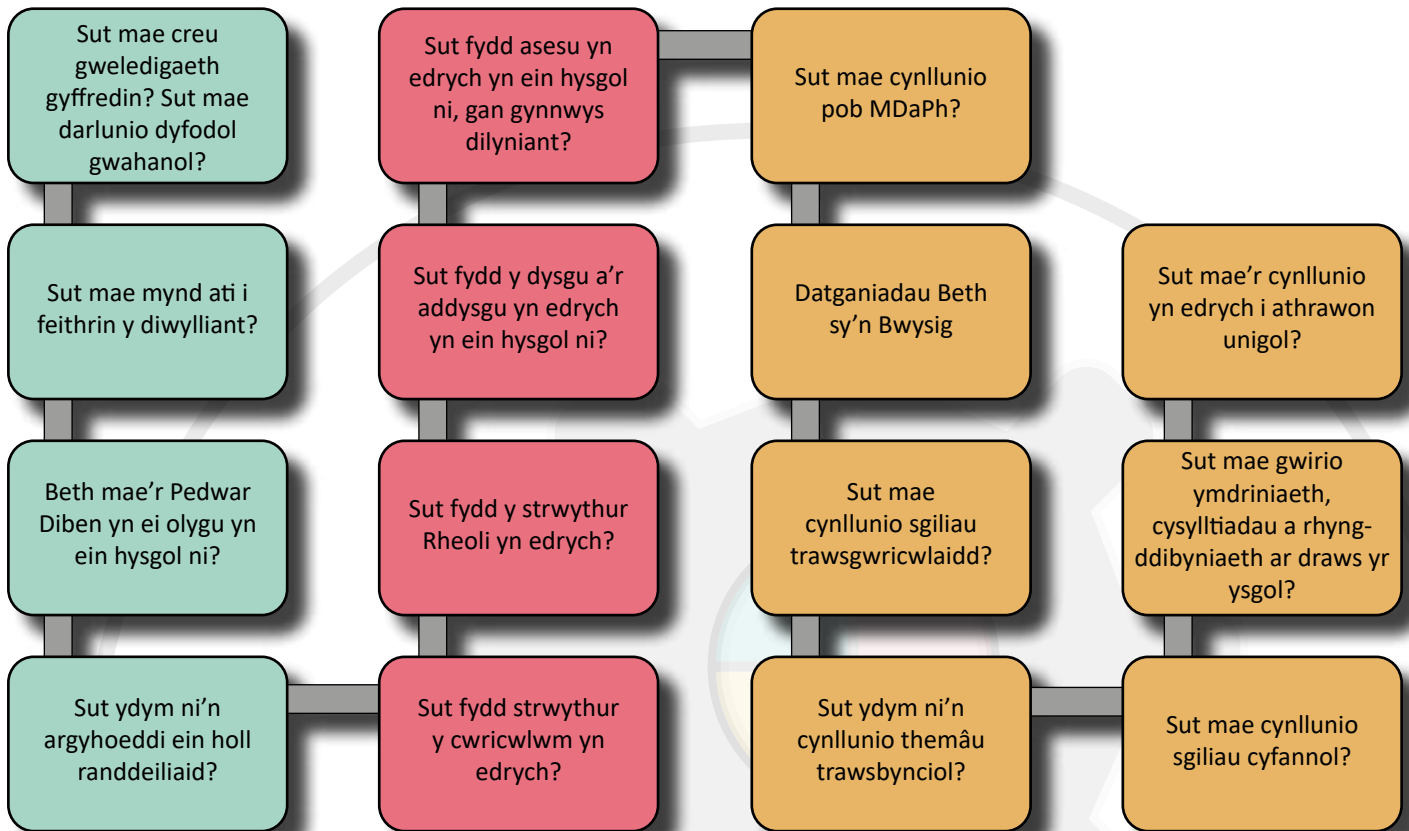 Sut mae creu
gweledigaeth
gyffredin? Sut mae
darlunio dyfodol
gwahanol?
Sut mae mynd ati i
feithrin y diwylliant?
Beth mae'r Pedwar
Diben yn ei olygu yn
ein hysgol ni?
Sut ydym ni'n
argyhoeddi ein holl
randdeiliaid?
Sut fydd strwythur
y cwricwlwm yn
edrych?
Sut fydd y strwythur
Rheoli yn edrych?
Sut fydd y dysgu a'r
addysgu yn edrych
yn ein hysgol ni?
Sut fydd asesu yn
edrych yn ein hysgol
ni, gan gynnwys
dilyniant?
Sut mae cynllunio
pob MDaPh?
Datganiadau Beth
sy'n Bwysig
Sut mae
cynllunio sgiliau
trawsgwricwlaidd?
Sut ydym ni'n
cynllunio themâu
trawsbynciol?
Sut mae cynllunio
sgiliau cyfannol?
Sut mae gwirio
ymdriniaeth,
cysylltiadau a rhyng-
ddibyniaeth ar draws yr
ysgol?
Sut mae'r cynllunio
yn edrych i athrawon
unigol?